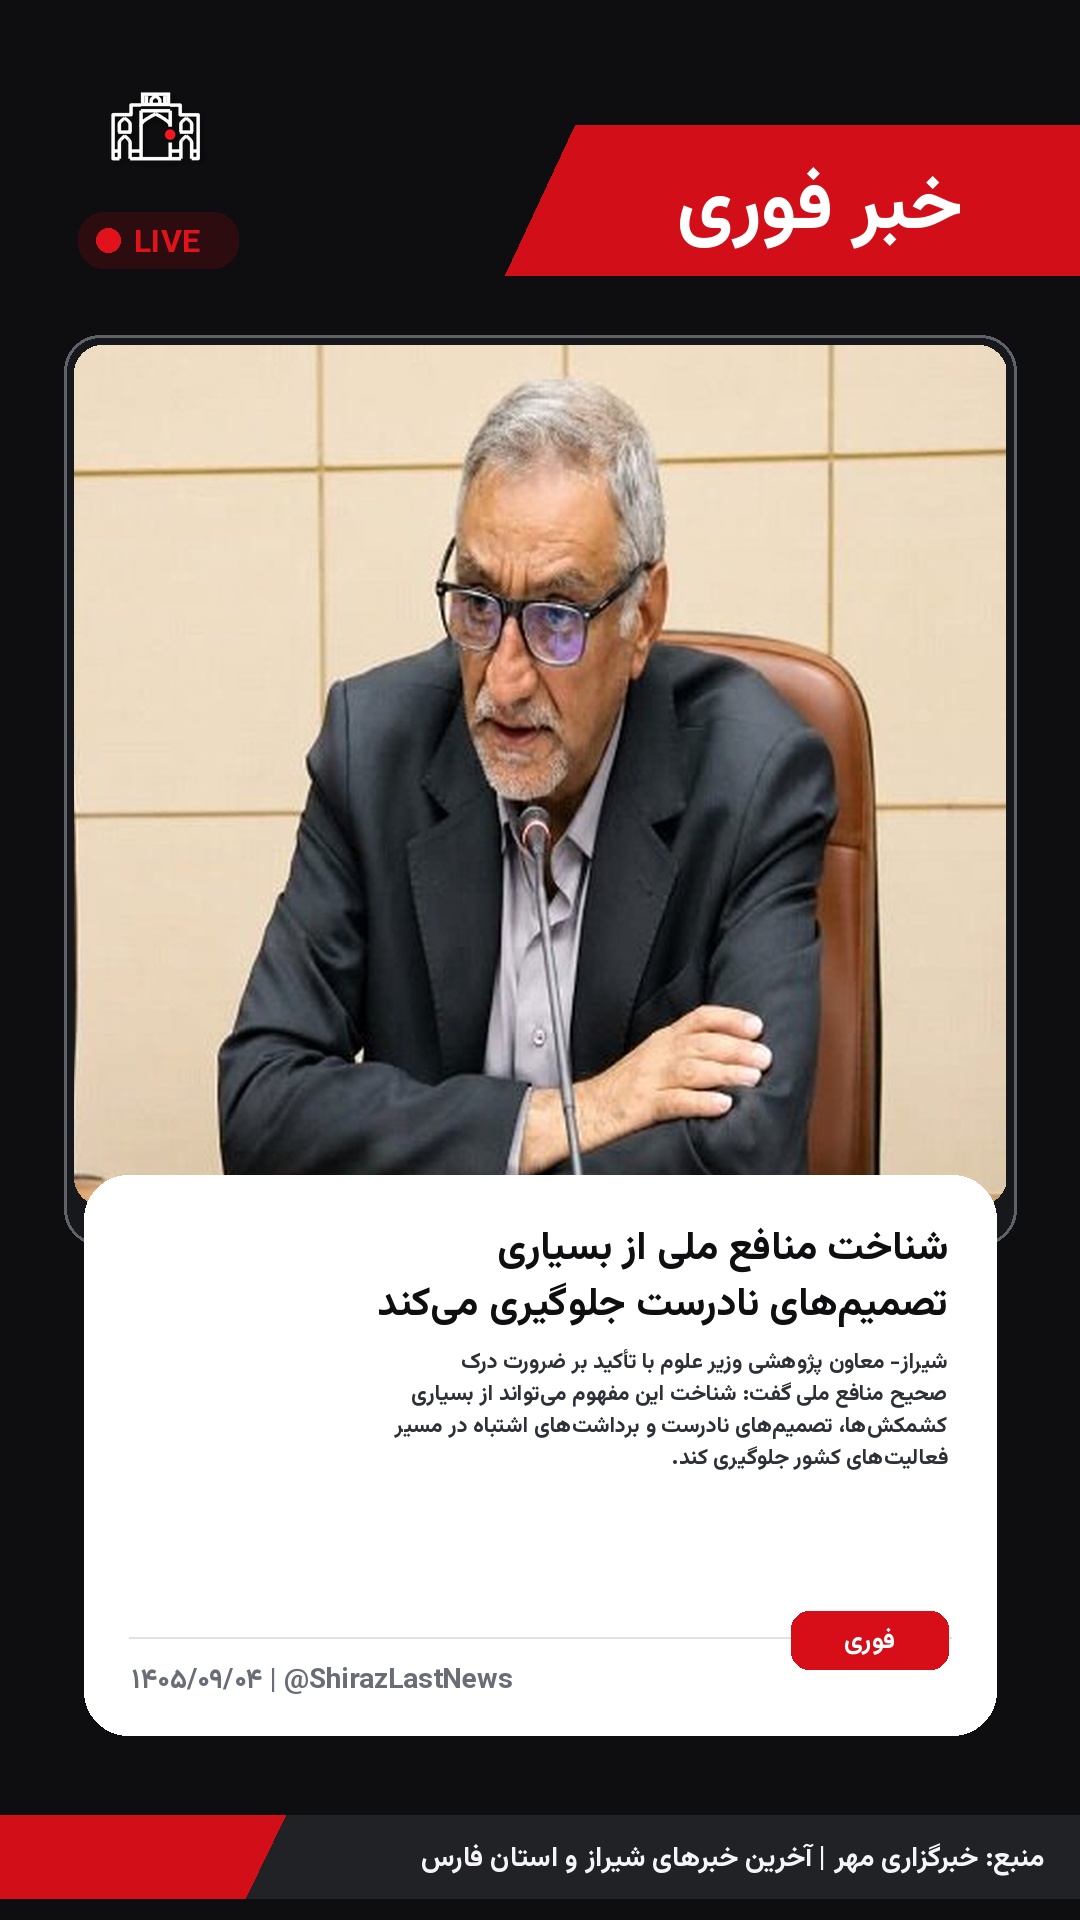 خبر فوری
LIVE
شناخت منافع ملی از بسیاری
تصمیم‌های نادرست جلوگیری می‌کند
شیراز- معاون پژوهشی وزیر علوم با تأکید بر ضرورت درک
صحیح منافع ملی گفت: شناخت این مفهوم می‌تواند از بسیاری
کشمکش‌ها، تصمیم‌های نادرست و برداشت‌های اشتباه در مسیر
فعالیت‌های کشور جلوگیری کند.
فوری
۱۴۰۵/۰۹/۰۴ | @ShirazLastNews
منبع: خبرگزاری مهر | آخرین خبرهای شیراز و استان فارس